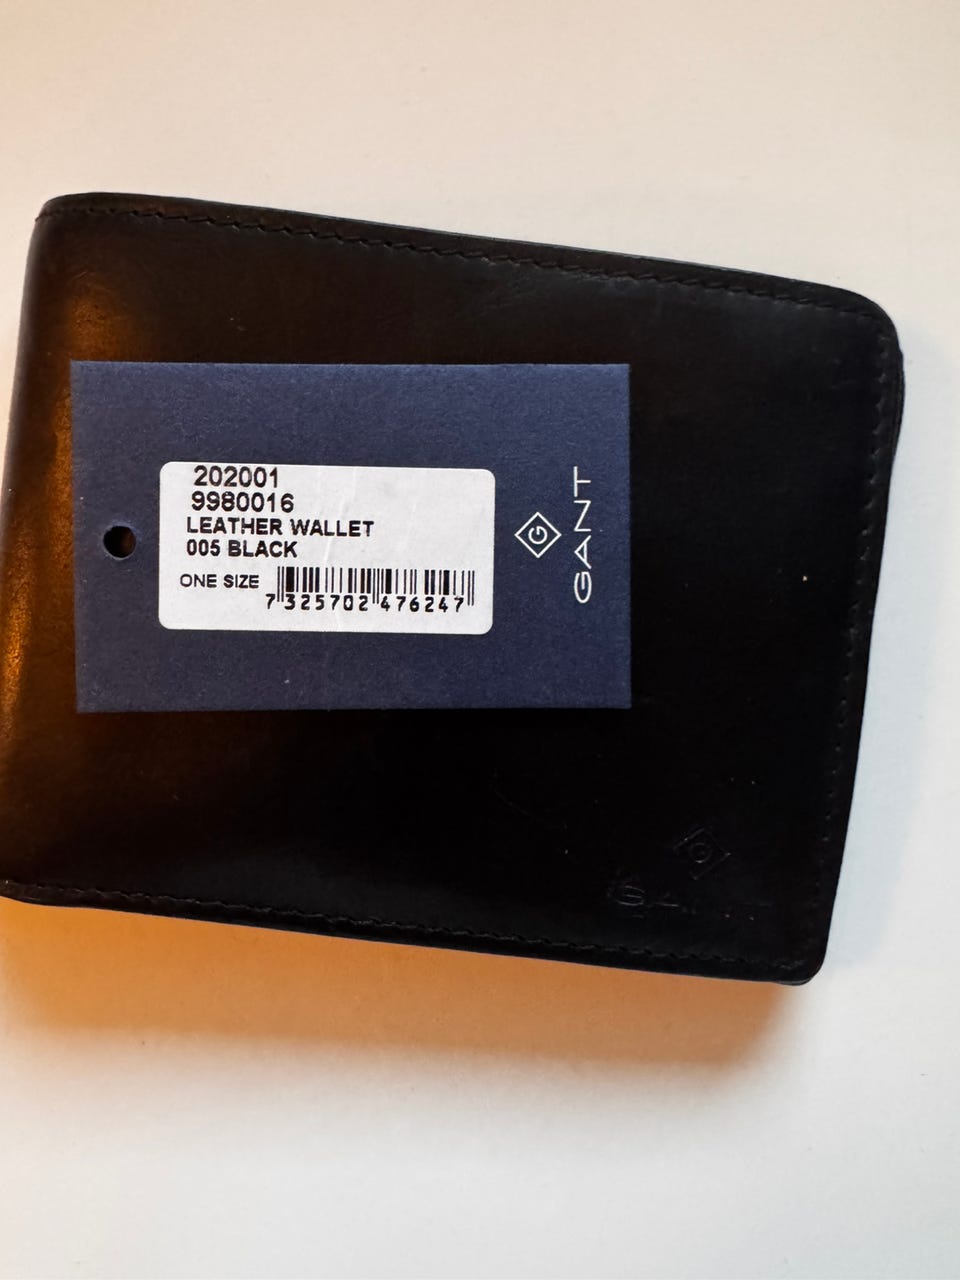 202001
9980016
LEATHER WALLET
005 BLACK
ONE SIZE
7 325702 476247
G
GANT
GANT